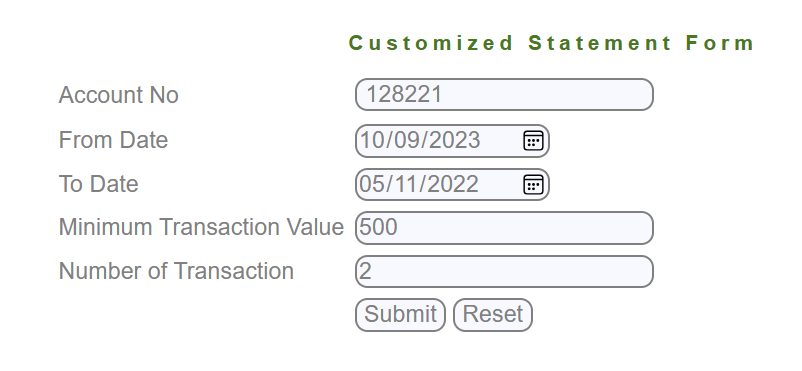 Customized Statement Form
Account No 128221
From Date 10/09/2023
To Date 05/11/2022
Minimum Transaction Value 500
Number of Transaction 2
Submit Reset